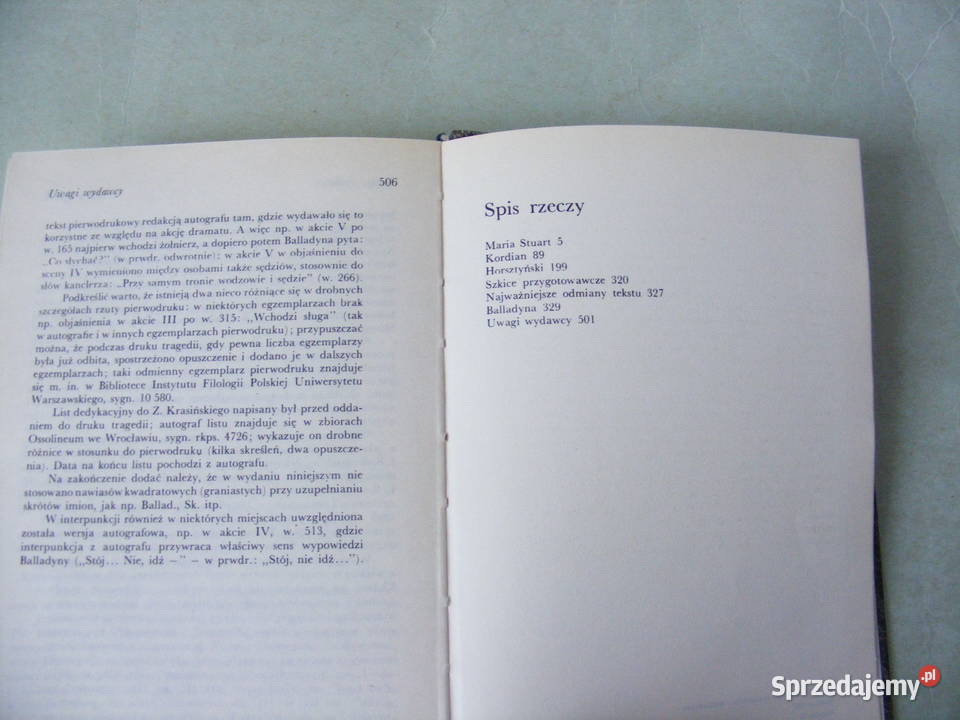 Uwagi wydawcy
506
tekst pierwodrukowy redakcją autografu tam, gdzie wydawało się to
korzystne ze względu na akcję dramatu. A więc np. w akcie V po
w. 165 najpierw wchodzi żołnierz, a dopiero potem Balladyna pyta:
„Co słychać?” (w prwdr. odwrotnie); w akcie V w objaśnieniu do
sceny IV wymieniono między osobami także sędziów, stosownie do
słów kanclerza: „Przy samym tronie wodzowie i sędzie” (w. 266).
Podkreślić warto, że istnieją dwa nieco różniące się w drobnych
szczegółach rzuty pierwodruku: w niektórych egzemplarzach brak
np. objaśnienia w akcie III po w. 315: „Wchodzi sługa” (tak
w autografie i w innych egzemplarzach pierwodruku); przypuszczać
można, że podczas druku tragedii, gdy pewna liczba egzemplarzy
była już odbita, spostrzeżono opuszczenie i dodano je w dalszych
egzemplarzach; taki odmienny egzemplarz pierwodruku znajduje
się m. in. w Bibliotece Instytutu Filologii Polskiej Uniwersytetu
Warszawskiego, sygn. 10 580.
List dedykacyjny do Z. Krasińskiego napisany był przed odda-
niem do druku tragedii; autograf listu znajduje się w zbiorach
Ossolineum we Wrocławiu, sygn. rkps. 4726; wykazuje on drobne
różnice w stosunku do pierwodruku (kilka skreśleń, dwa opuszcze-
nia). Data na końcu listu pochodzi z autografu.
Na zakończenie dodać należy, że w wydaniu niniejszym nie
stosowano nawiasów kwadratowych (graniastych) przy uzupełnianiu
skrótów imion, jak np. Ballad., Sk. itp.
W interpunkcji również w niektórych miejscach uwzględniona
została wersja autografowa, np. w akcie IV, w. 513, gdzie
interpunkcja z autografu przywraca właściwy sens wypowiedzi
Balladyny („Stój... Nie, idź —” – w prwdr.: „Stój, nie idź...”).
Spis rzeczy
Maria Stuart 5
Kordian 89
Horsztyński 199
Szkice przygotowawcze 320
Najważniejsze odmiany tekstu 327
Balladyna 329
Uwagi wydawcy 501
Sprzedajemy.pl